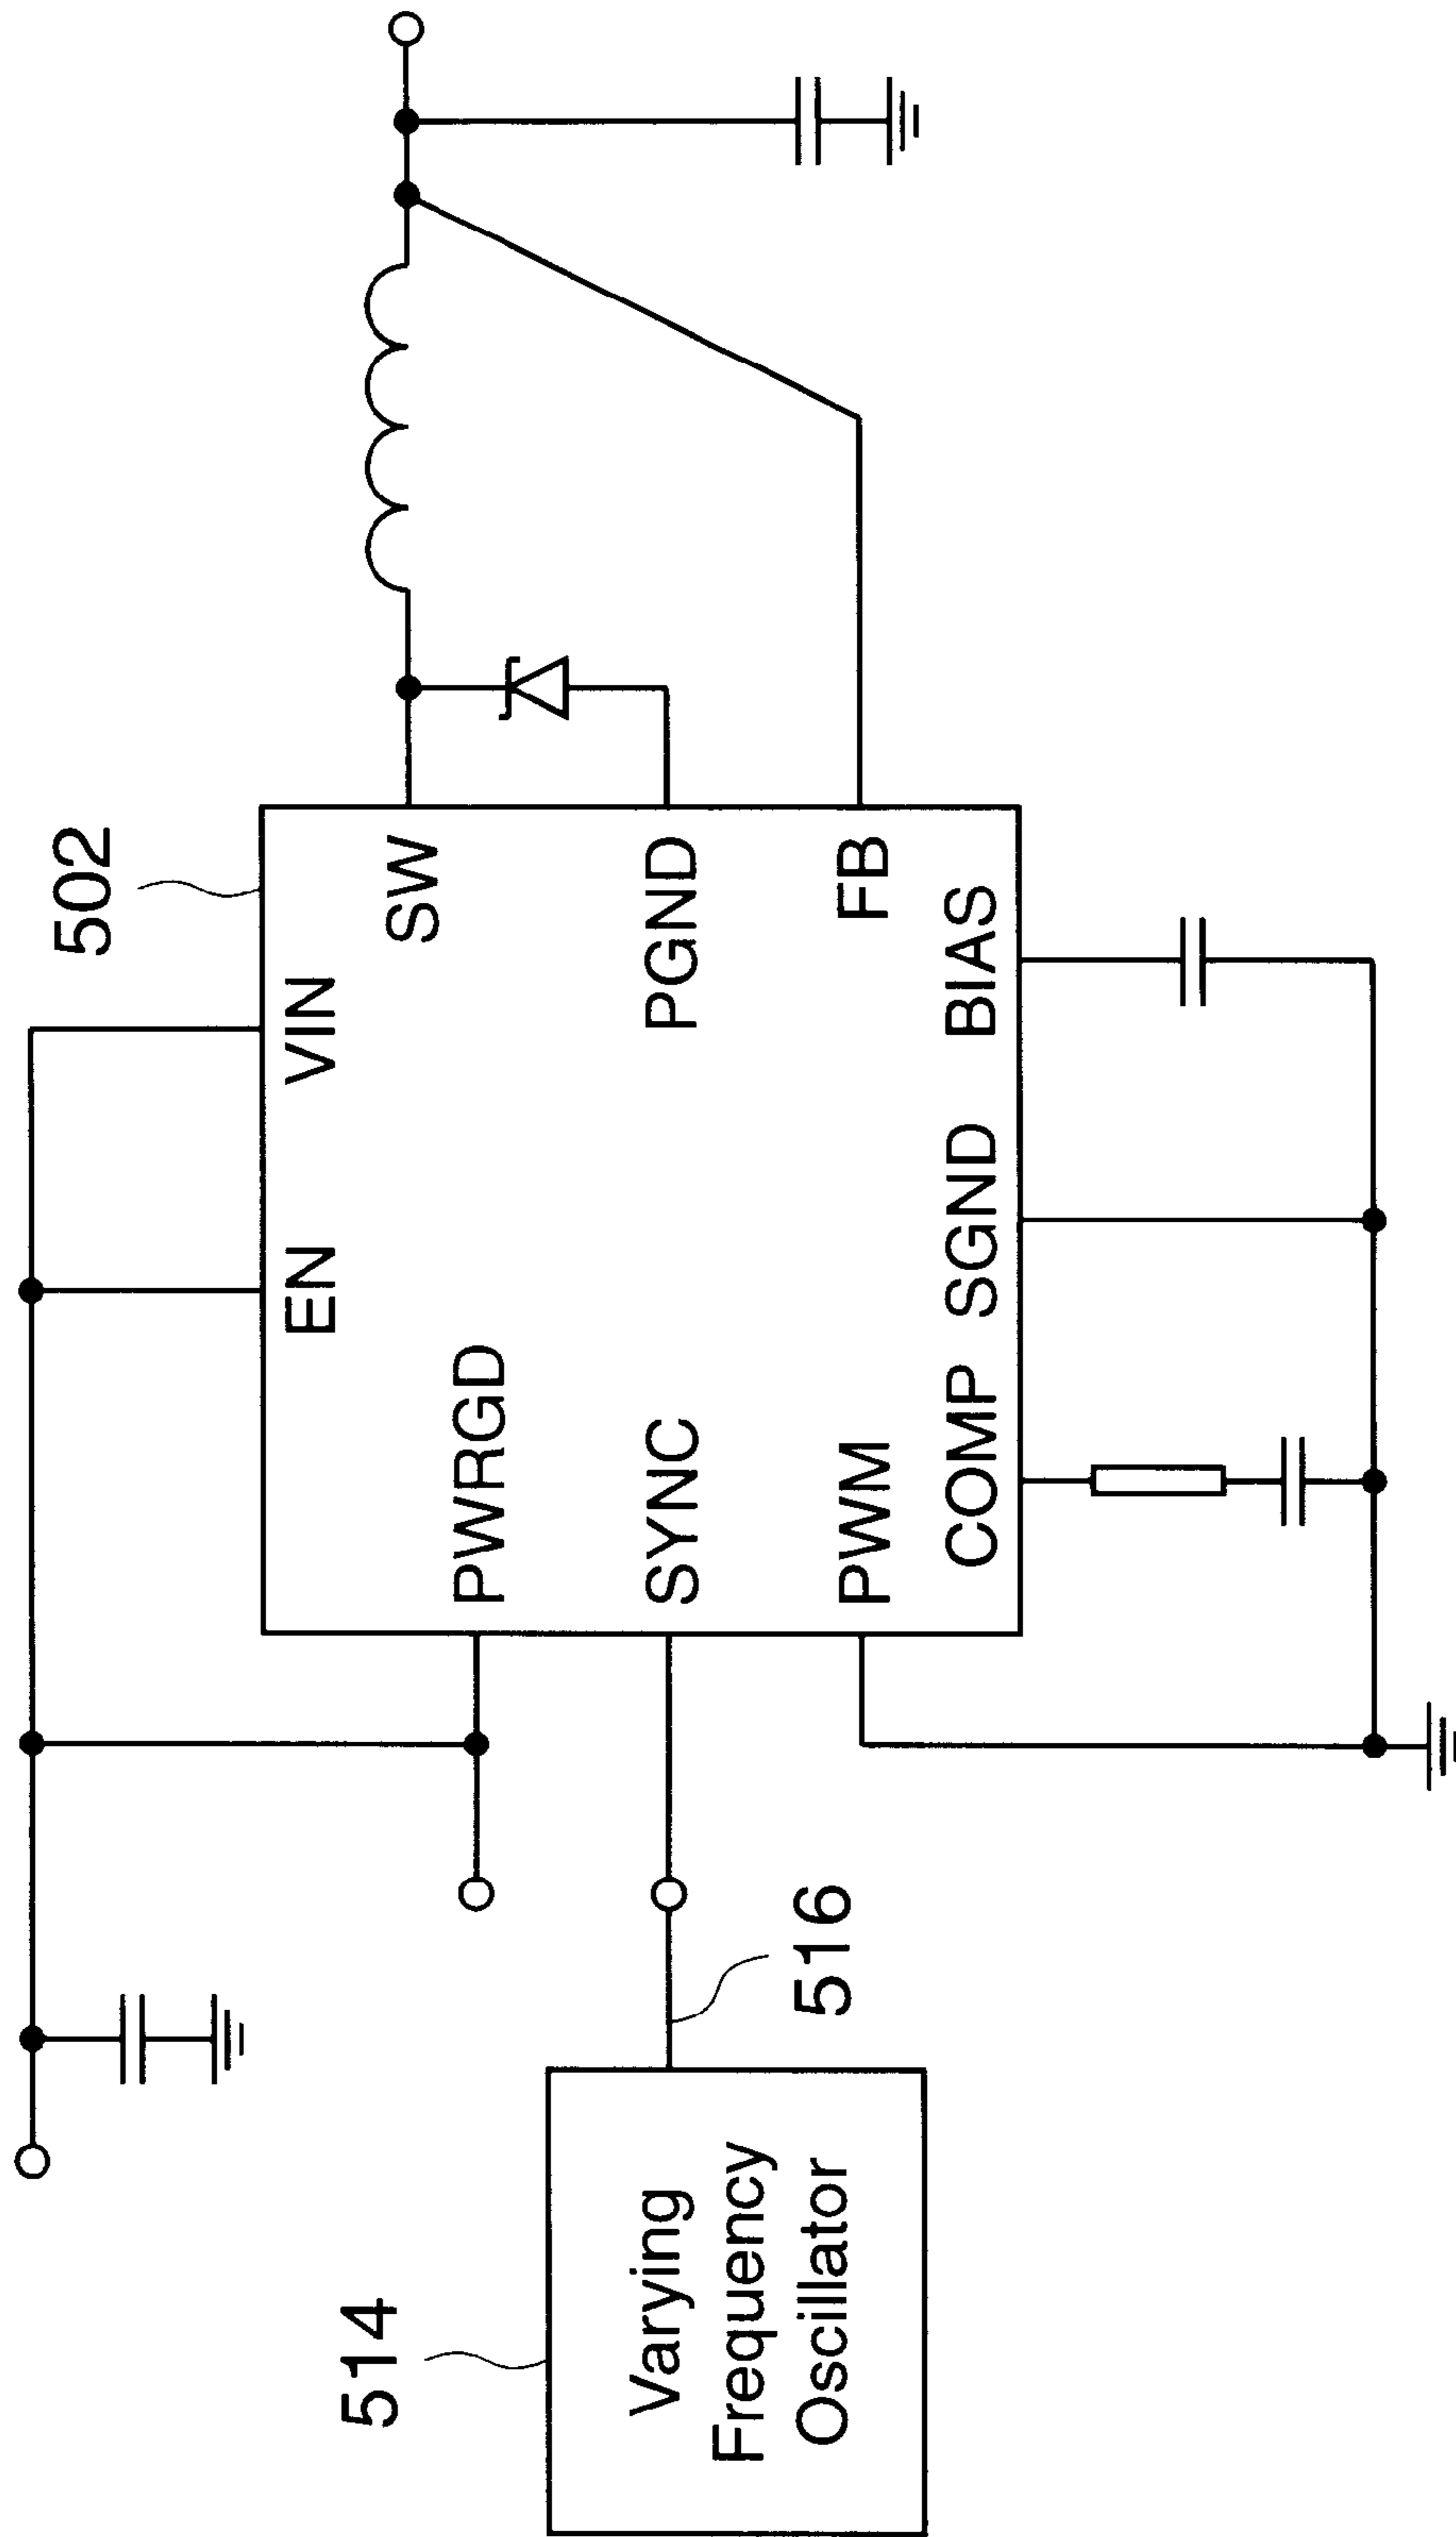 502
EN
VIN
PWRGD
SW
SYNC
PGND
PWM
FB
COMP SGND BIAS
514
Varying
Frequency
Oscillator
516